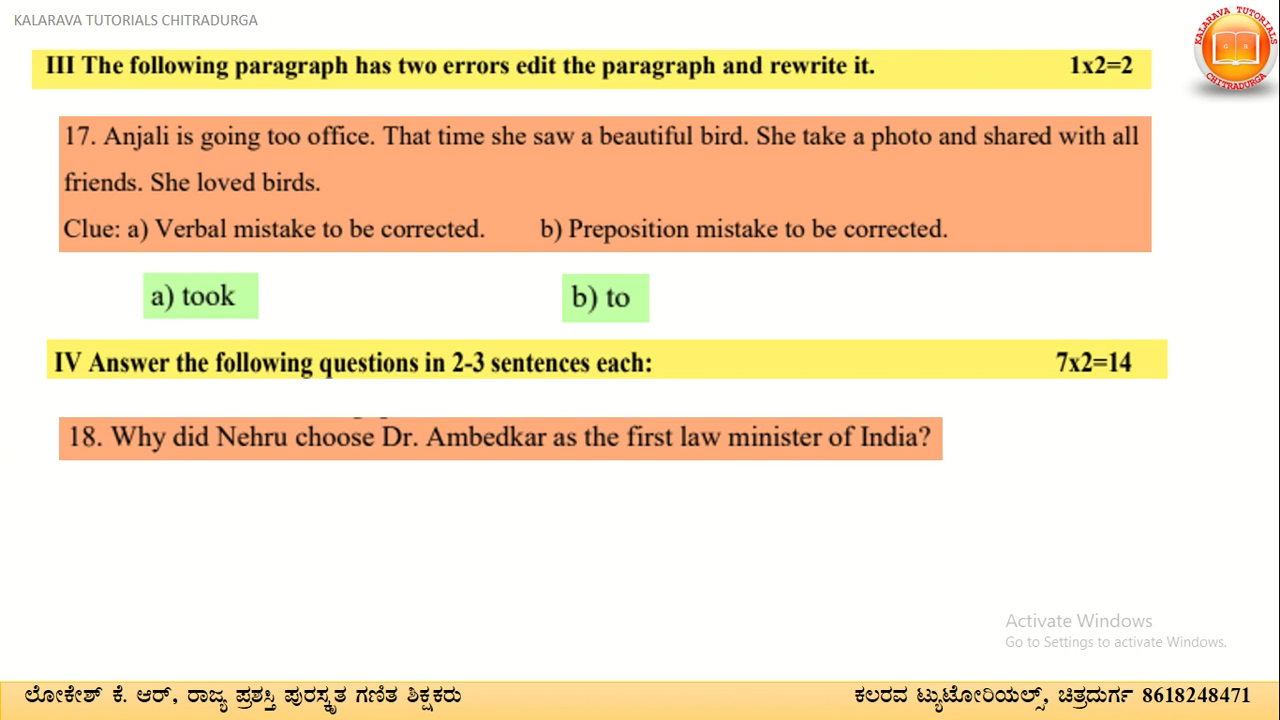 KALARAVA TUTORIALS CHITRADURGA
KALARAVA TUTORIALS
CHITRADURGA
III The following paragraph has two errors edit the paragraph and rewrite it. 1x2=2
17. Anjali is going too office. That time she saw a beautiful bird. She take a photo and shared with all
friends. She loved birds.
Clue: a) Verbal mistake to be corrected. b) Preposition mistake to be corrected.
a) took b) to
IV Answer the following questions in 2-3 sentences each: 7x2=14
18. Why did Nehru choose Dr. Ambedkar as the first law minister of India?
Activate Windows
Go to Settings to activate Windows.
ಲೋಕೇಶ್ ಕೆ. ಆರ್, ರಾಜ್ಯ ಪ್ರಶಸ್ತಿ ಪುರಸ್ಕೃತ ಗಣಿತ ಶಿಕ್ಷಕರು ಕಲರವ ಟ್ಯುಟೋರಿಯಲ್ಸ್, ಚಿತ್ರದುರ್ಗ 8618248471